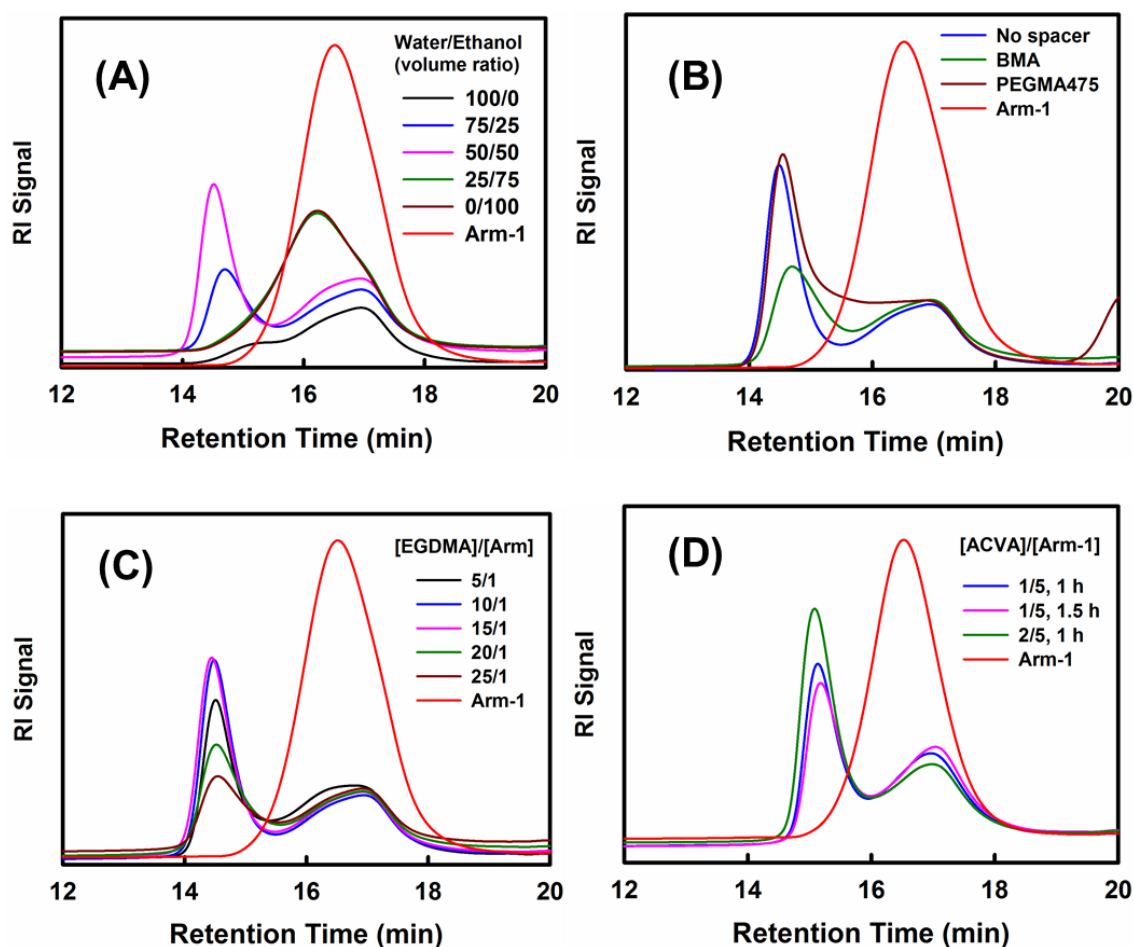 (A)
Water/Ethanol
(volume ratio)
100/0
75/25
50/50
25/75
0/100
Arm-1
RI Signal
12 14 16 18 20
Retention Time (min)
(B)
No spacer
BMA
PEGMA475
Arm-1
RI Signal
12 14 16 18 20
Retention Time (min)
(C)
[EGDMA]/[Arm]
5/1
10/1
15/1
20/1
25/1
Arm-1
RI Signal
12 14 16 18 20
Retention Time (min)
(D)
[ACVA]/[Arm-1]
1/5, 1 h
1/5, 1.5 h
2/5, 1 h
Arm-1
RI Signal
12 14 16 18 20
Retention Time (min)